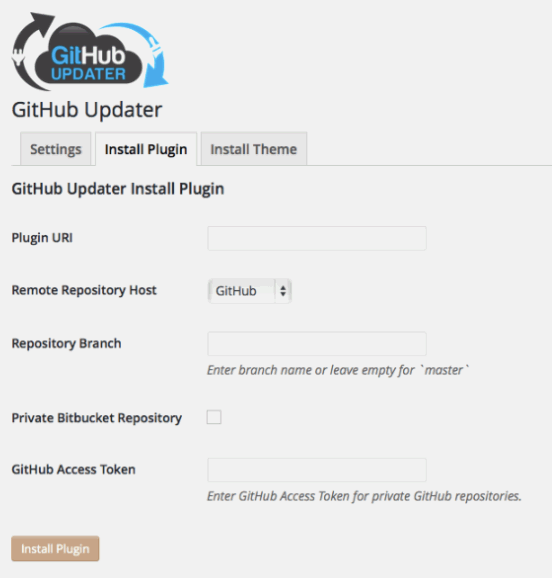 GitHub
UPDATER
GitHub Updater
Settings Install Plugin Install Theme
GitHub Updater Install Plugin
Plugin URI
Remote Repository Host GitHub
Repository Branch
Enter branch name or leave empty for `master`
Private Bitbucket Repository
GitHub Access Token
Enter GitHub Access Token for private GitHub repositories.
Install Plugin